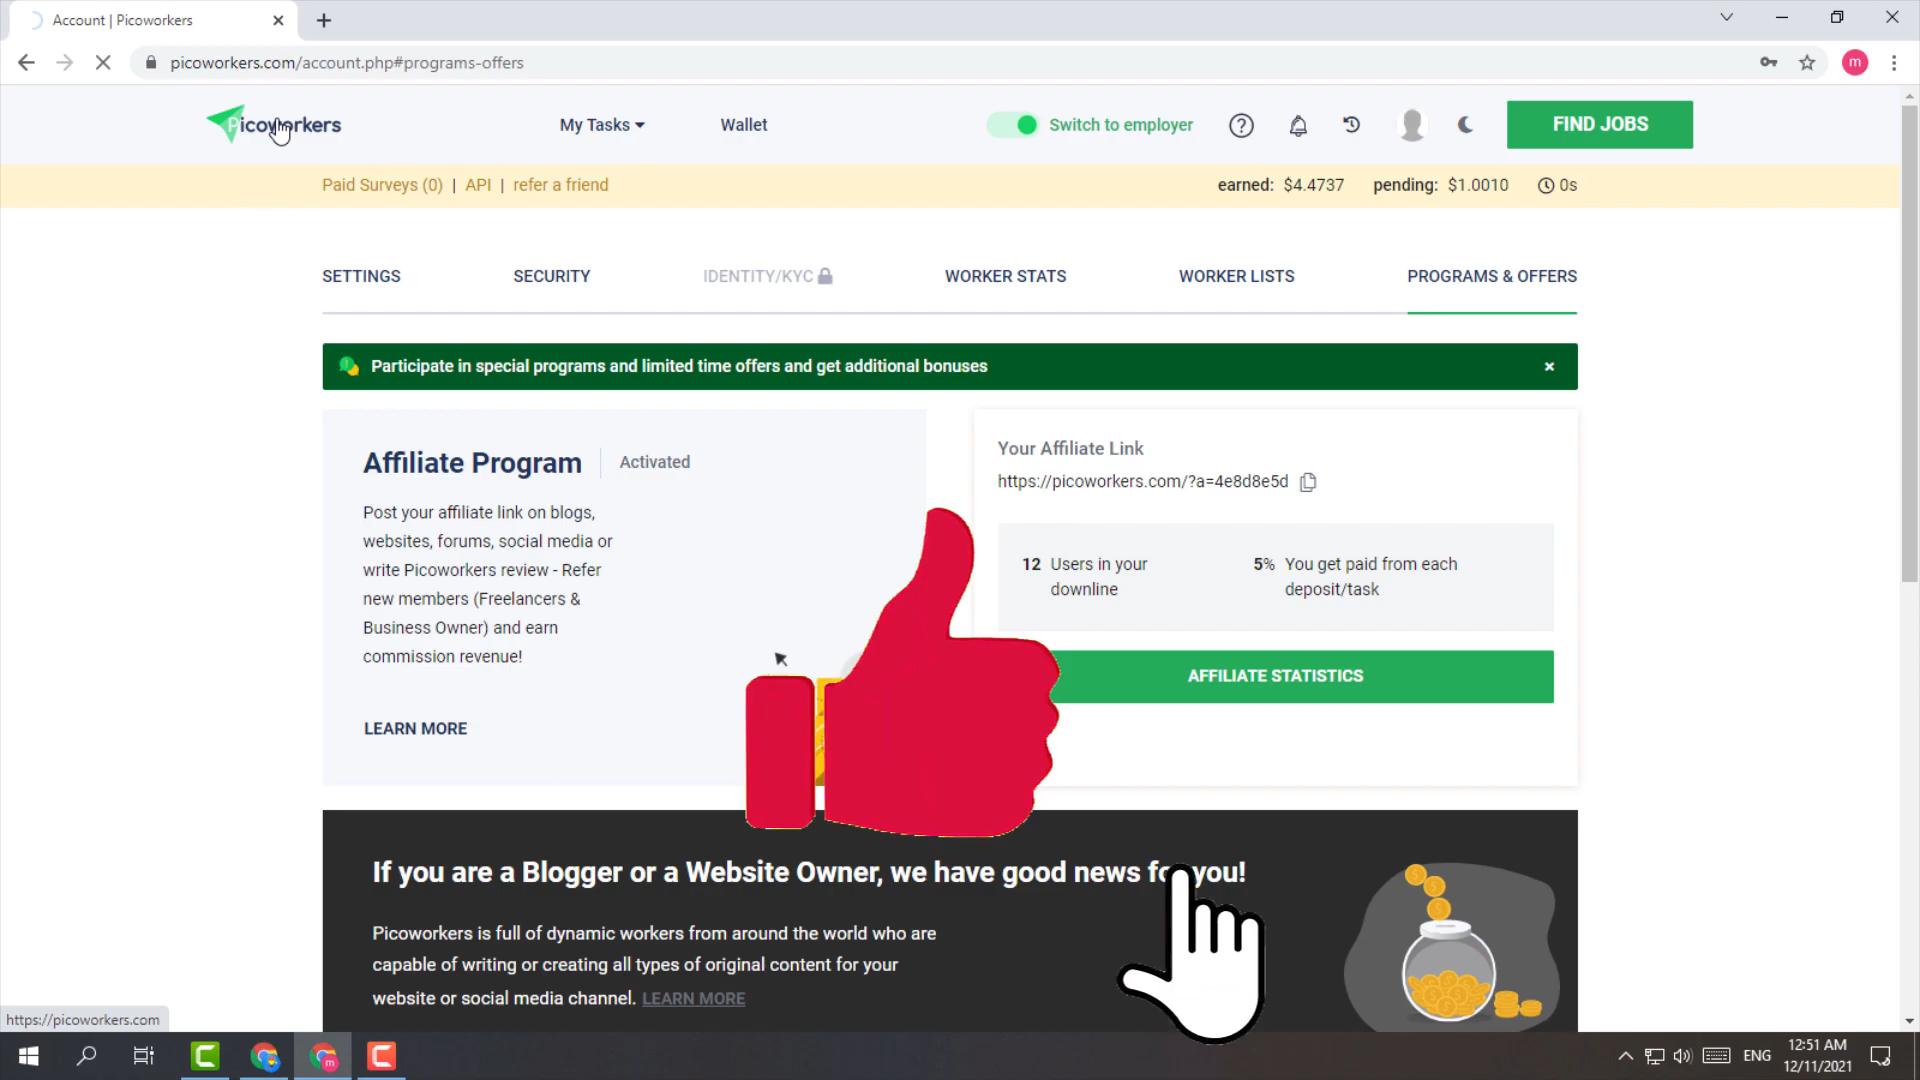 Account | Picoworkers
picoworkers.com/account.php#programs-offers
m
Picoworkers
My Tasks
Wallet
Switch to employer
FIND JOBS
Paid Surveys (0) | API | refer a friend
earned: $4.4737 pending: $1.0010 0s
SETTINGS
SECURITY
IDENTITY/KYC
WORKER STATS
WORKER LISTS
PROGRAMS & OFFERS
Participate in special programs and limited time offers and get additional bonuses
Affiliate Program
Activated
Post your affiliate link on blogs,
websites, forums, social media or
write Picoworkers review - Refer
new members (Freelancers &
Business Owner) and earn
commission revenue!
LEARN MORE
Your Affiliate Link
https://picoworkers.com/?a=4e8d8e5d
12 Users in your
downline
5% You get paid from each
deposit/task
AFFILIATE STATISTICS
If you are a Blogger or a Website Owner, we have good news for you!
Picoworkers is full of dynamic workers from around the world who are
capable of writing or creating all types of original content for your
website or social media channel. LEARN MORE
https://picoworkers.com
m
ENG
12:51 AM
12/11/2021